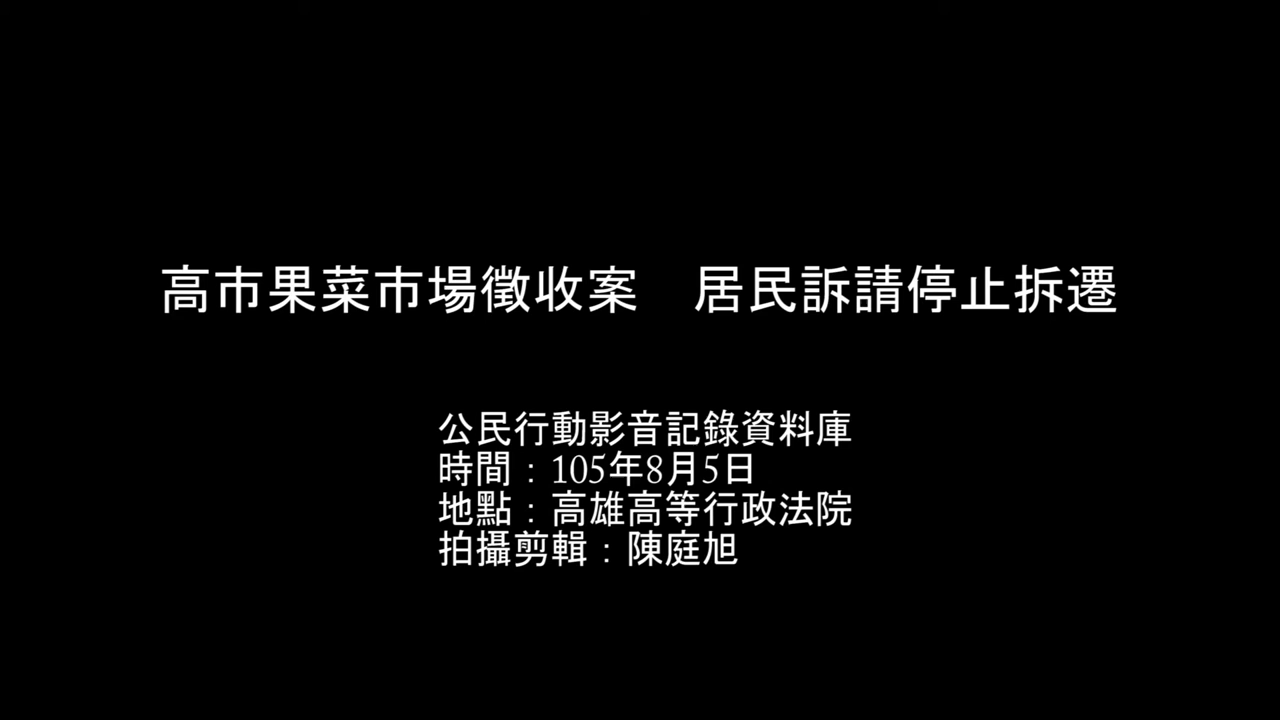 高市果菜市場徵收案　居民訴請停止拆遷
公民行動影音記錄資料庫
時間：105年8月5日
地點：高雄高等行政法院
拍攝剪輯：陳庭旭